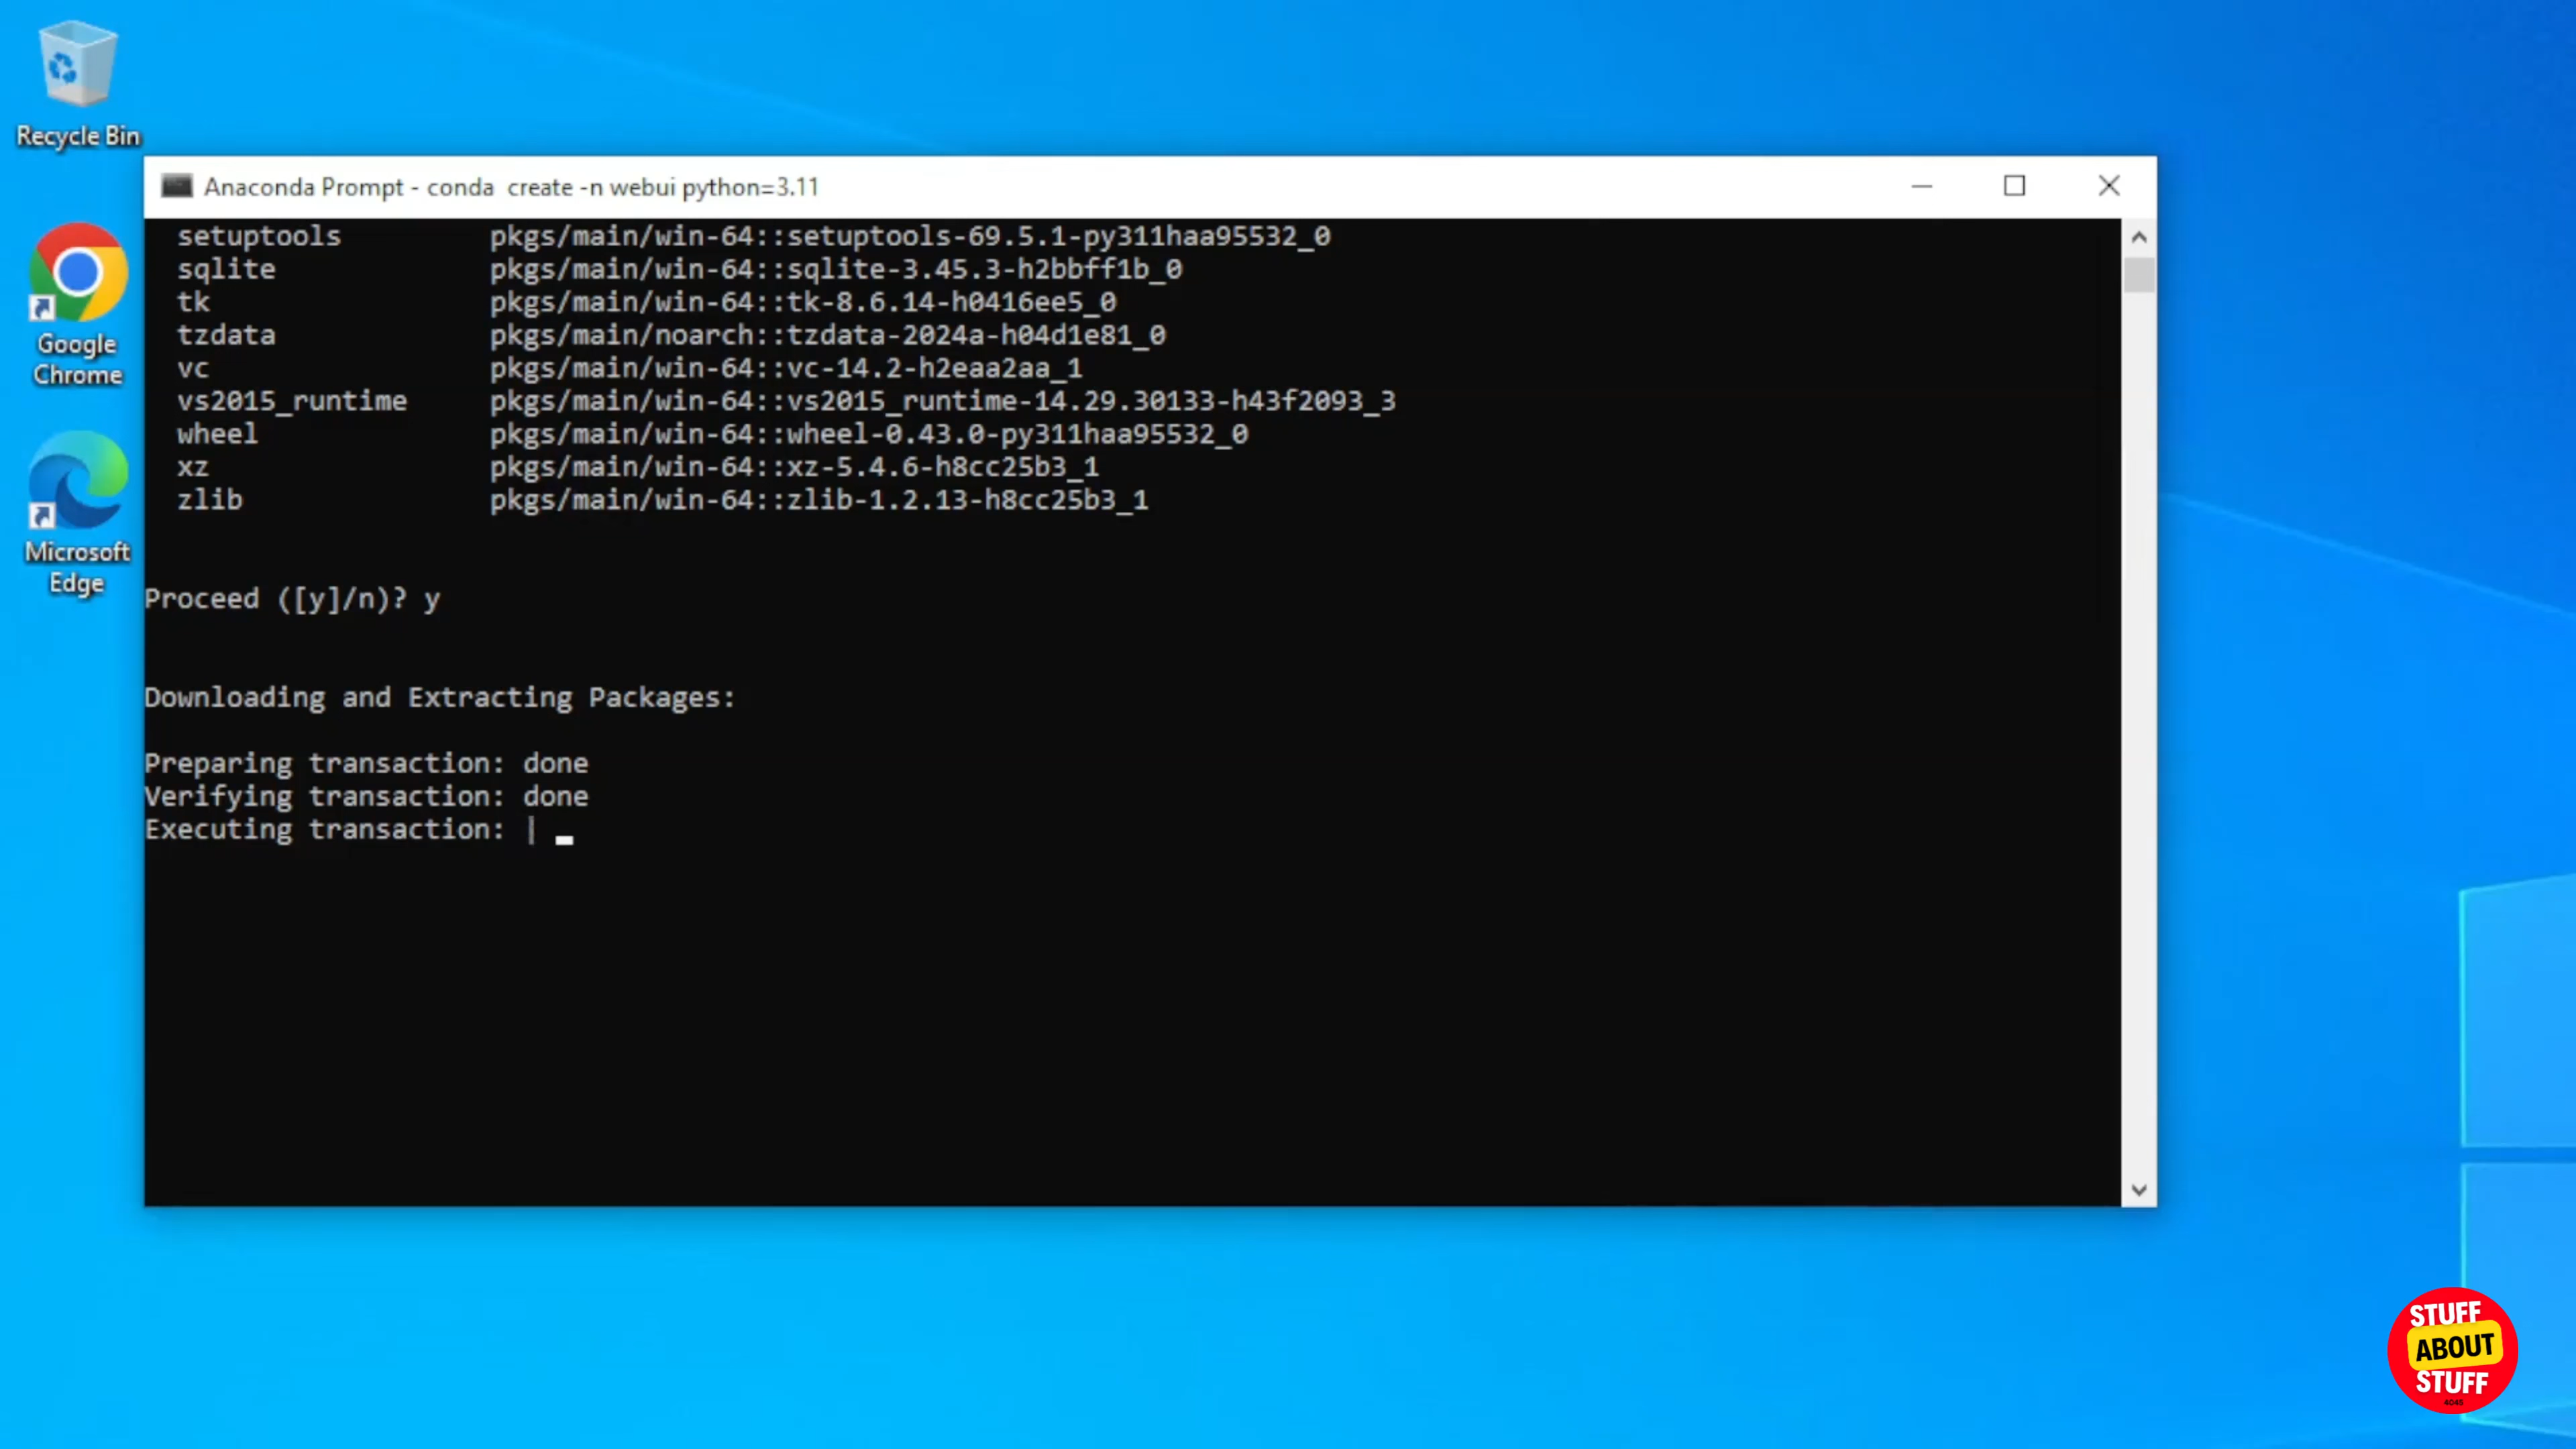 Recycle Bin
Google
Chrome
Microsoft
Edge
Anaconda Prompt - conda  create -n webui python=3.11
setuptools         pkgs/main/win-64::setuptools-69.5.1-py311haa95532_0
sqlite             pkgs/main/win-64::sqlite-3.45.3-h2bbff1b_0
tk                 pkgs/main/win-64::tk-8.6.14-h0416ee5_0
tzdata             pkgs/main/noarch::tzdata-2024a-h04d1e81_0
vc                 pkgs/main/win-64::vc-14.2-h2eaa2aa_1
vs2015_runtime     pkgs/main/win-64::vs2015_runtime-14.29.30133-h43f2093_3
wheel              pkgs/main/win-64::wheel-0.43.0-py311haa95532_0
xz                 pkgs/main/win-64::xz-5.4.6-h8cc25b3_1
zlib               pkgs/main/win-64::zlib-1.2.13-h8cc25b3_1
Proceed ([y]/n)? y
Downloading and Extracting Packages:
Preparing transaction: done
Verifying transaction: done
Executing transaction: |
STUFF
ABOUT
STUFF
4045